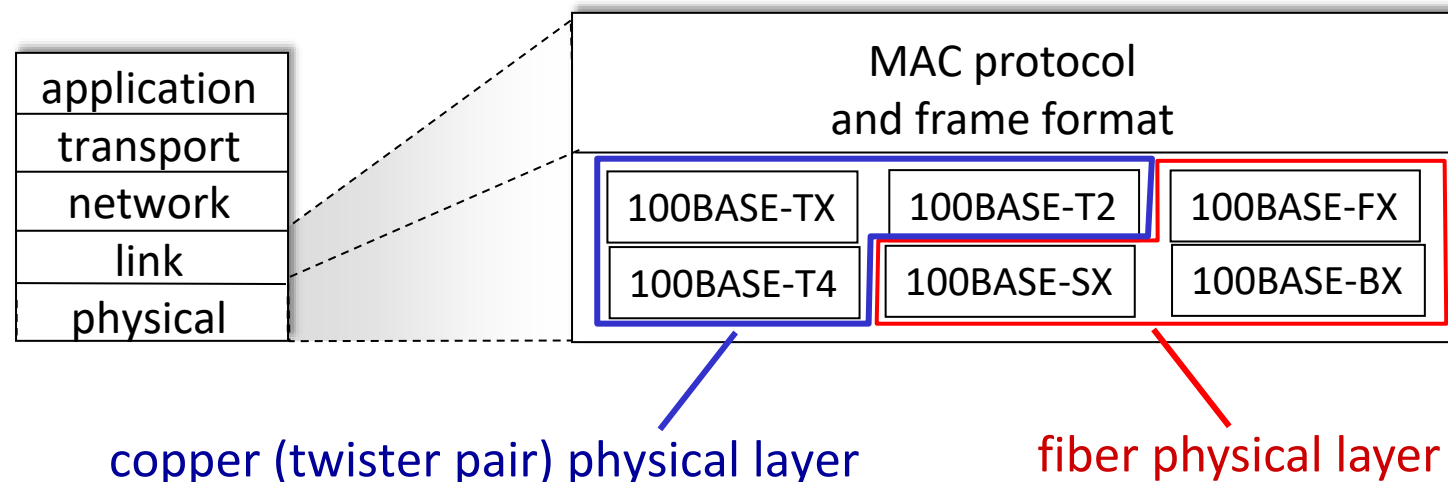 application
transport
network
link
physical
MAC protocol
and frame format
100BASE-TX
100BASE-T2
100BASE-FX
100BASE-T4
100BASE-SX
100BASE-BX
copper (twister pair) physical layer
fiber physical layer